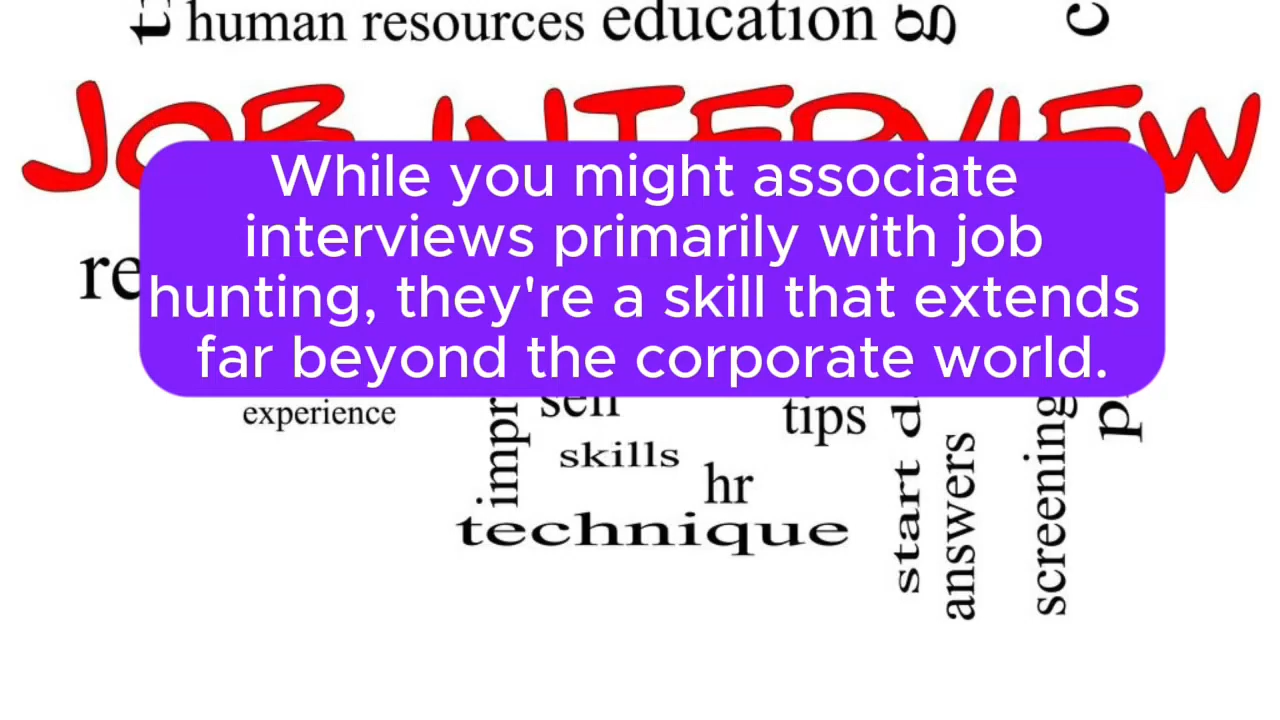 human resources education
JOB INTERVIEW
While you might associate
interviews primarily with job
hunting, they're a skill that extends
far beyond the corporate world.
experience
tips
skills
hr
technique
answers
screening